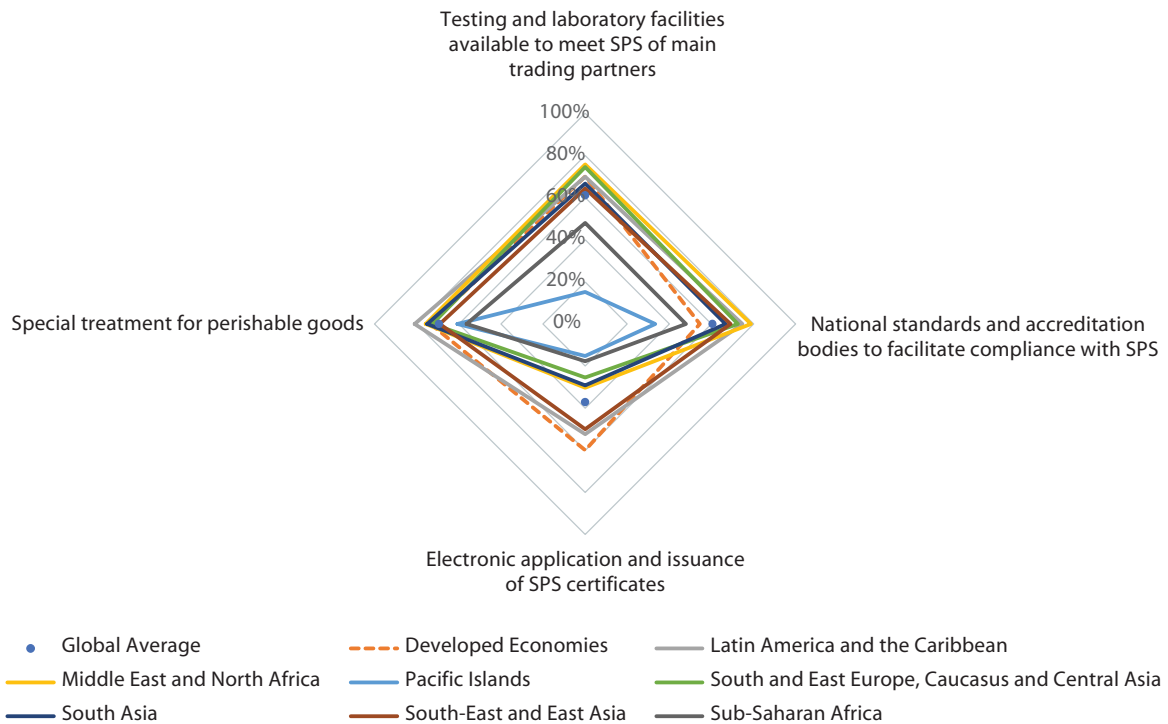 Testing and laboratory facilities
available to meet SPS of main
trading partners
100%
80%
60%
40%
20%
0%
Special treatment for perishable goods
National standards and accreditation
bodies to facilitate compliance with SPS
Electronic application and issuance
of SPS certificates
Global Average
Developed Economies
Latin America and the Caribbean
Middle East and North Africa
Pacific Islands
South and East Europe, Caucasus and Central Asia
South Asia
South-East and East Asia
Sub-Saharan Africa